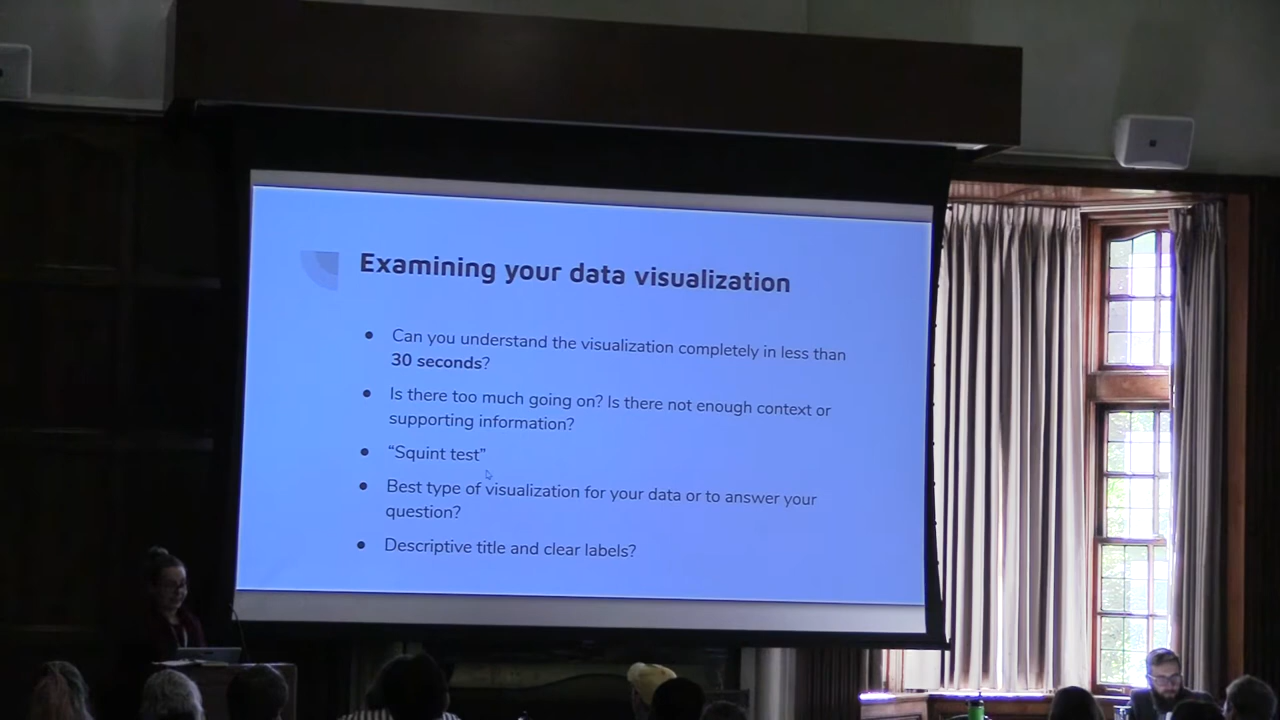 Examining your data visualization
● Can you understand the visualization completely in less than
30 seconds?
● Is there too much going on? Is there not enough context or
supporting information?
● “Squint test”
● Best type of visualization for your data or to answer your
question?
● Descriptive title and clear labels?